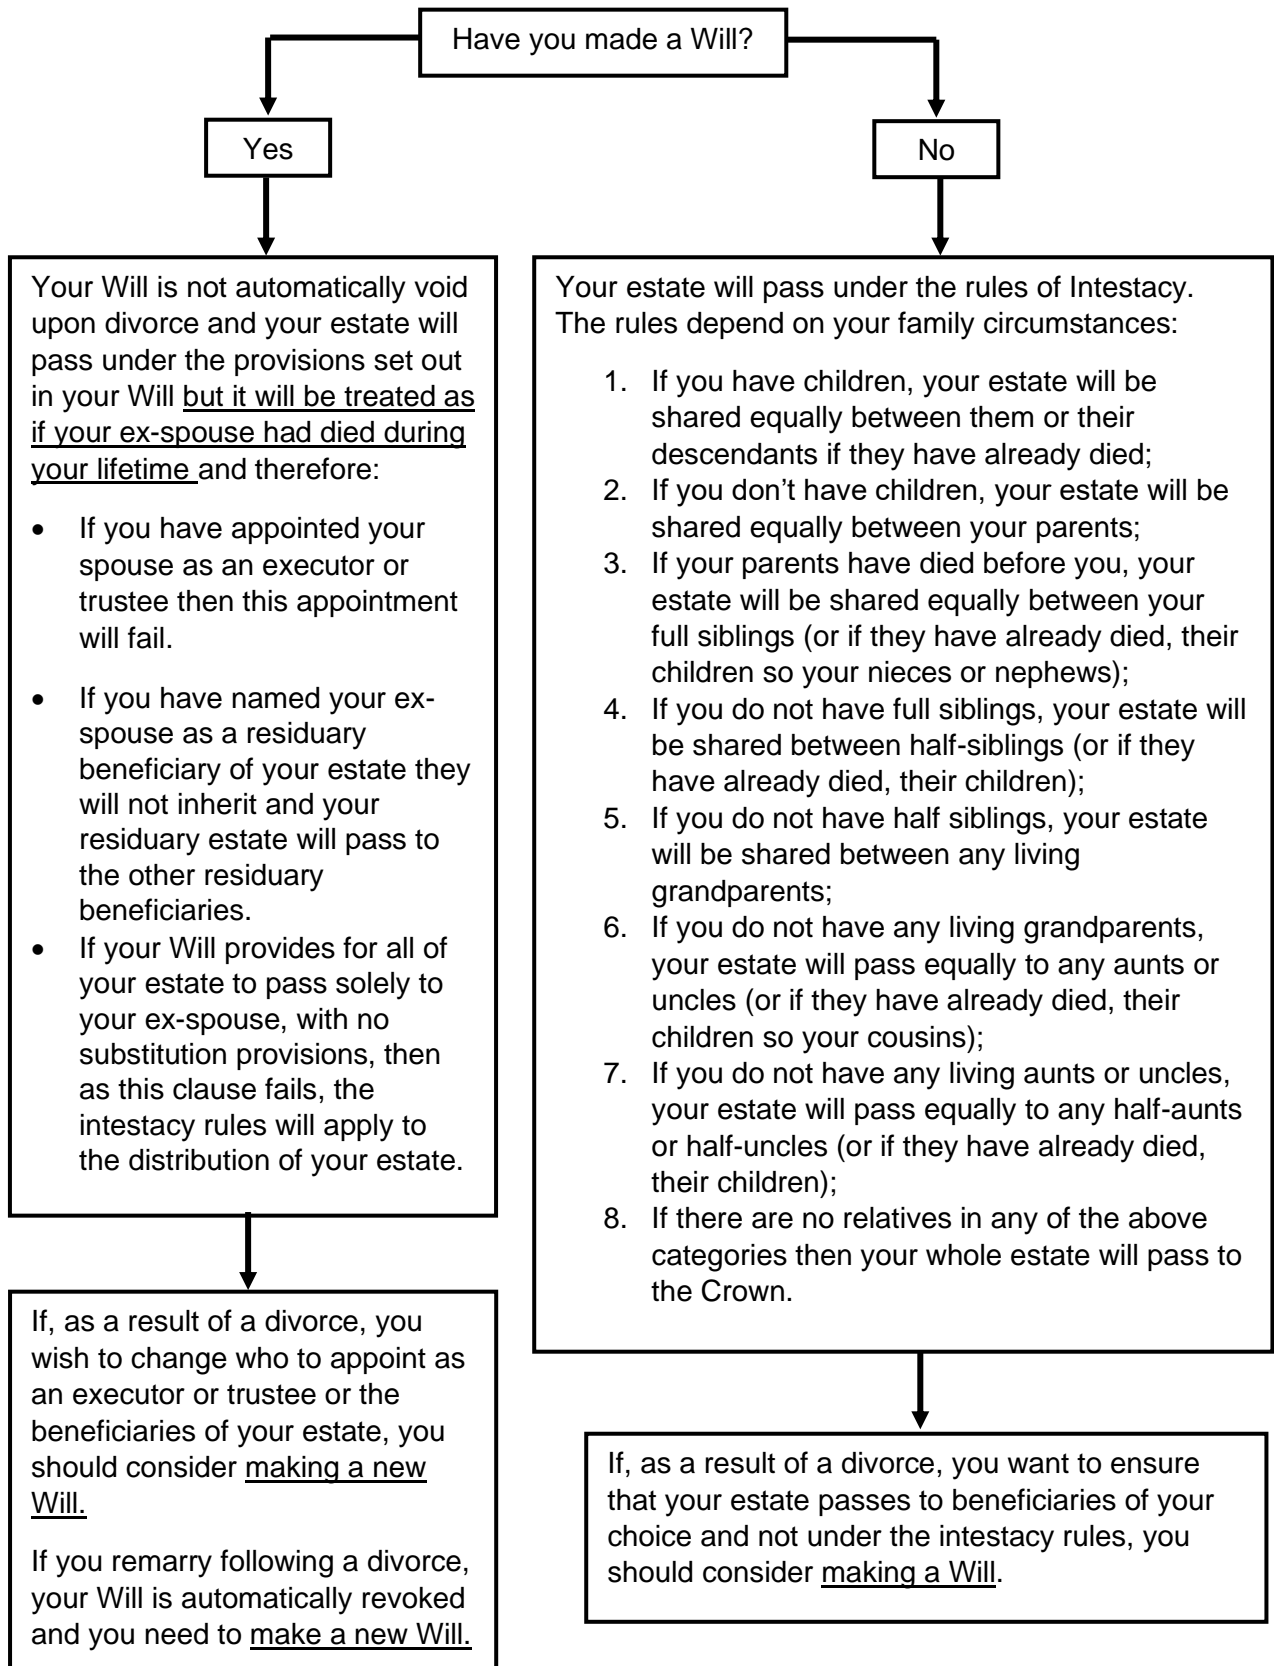 Have you made a Will?
Yes
No
Your Will is not automatically void
upon divorce and your estate will
pass under the provisions set out
in your Will but it will be treated as
if your ex-spouse had died during
your lifetime and therefore:
• If you have appointed your
spouse as an executor or
trustee then this appointment
will fail.
• If you have named your ex-
spouse as a residuary
beneficiary of your estate they
will not inherit and your
residuary estate will pass to
the other residuary
beneficiaries.
• If your Will provides for all of
your estate to pass solely to
your ex-spouse, with no
substitution provisions, then
as this clause fails, the
intestacy rules will apply to
the distribution of your estate.
If, as a result of a divorce, you
wish to change who to appoint as
an executor or trustee or the
beneficiaries of your estate, you
should consider making a new
Will.
If you remarry following a divorce,
your Will is automatically revoked
and you need to make a new Will.
Your estate will pass under the rules of Intestacy.
The rules depend on your family circumstances:
1. If you have children, your estate will be
shared equally between them or their
descendants if they have already died;
2. If you don’t have children, your estate will be
shared equally between your parents;
3. If your parents have died before you, your
estate will be shared equally between your
full siblings (or if they have already died, their
children so your nieces or nephews);
4. If you do not have full siblings, your estate will
be shared between half-siblings (or if they
have already died, their children);
5. If you do not have half siblings, your estate
will be shared between any living
grandparents;
6. If you do not have any living grandparents,
your estate will pass equally to any aunts or
uncles (or if they have already died, their
children so your cousins);
7. If you do not have any living aunts or uncles,
your estate will pass equally to any half-aunts
or half-uncles (or if they have already died,
their children);
8. If there are no relatives in any of the above
categories then your whole estate will pass to
the Crown.
If, as a result of a divorce, you want to ensure
that your estate passes to beneficiaries of your
choice and not under the intestacy rules, you
should consider making a Will.